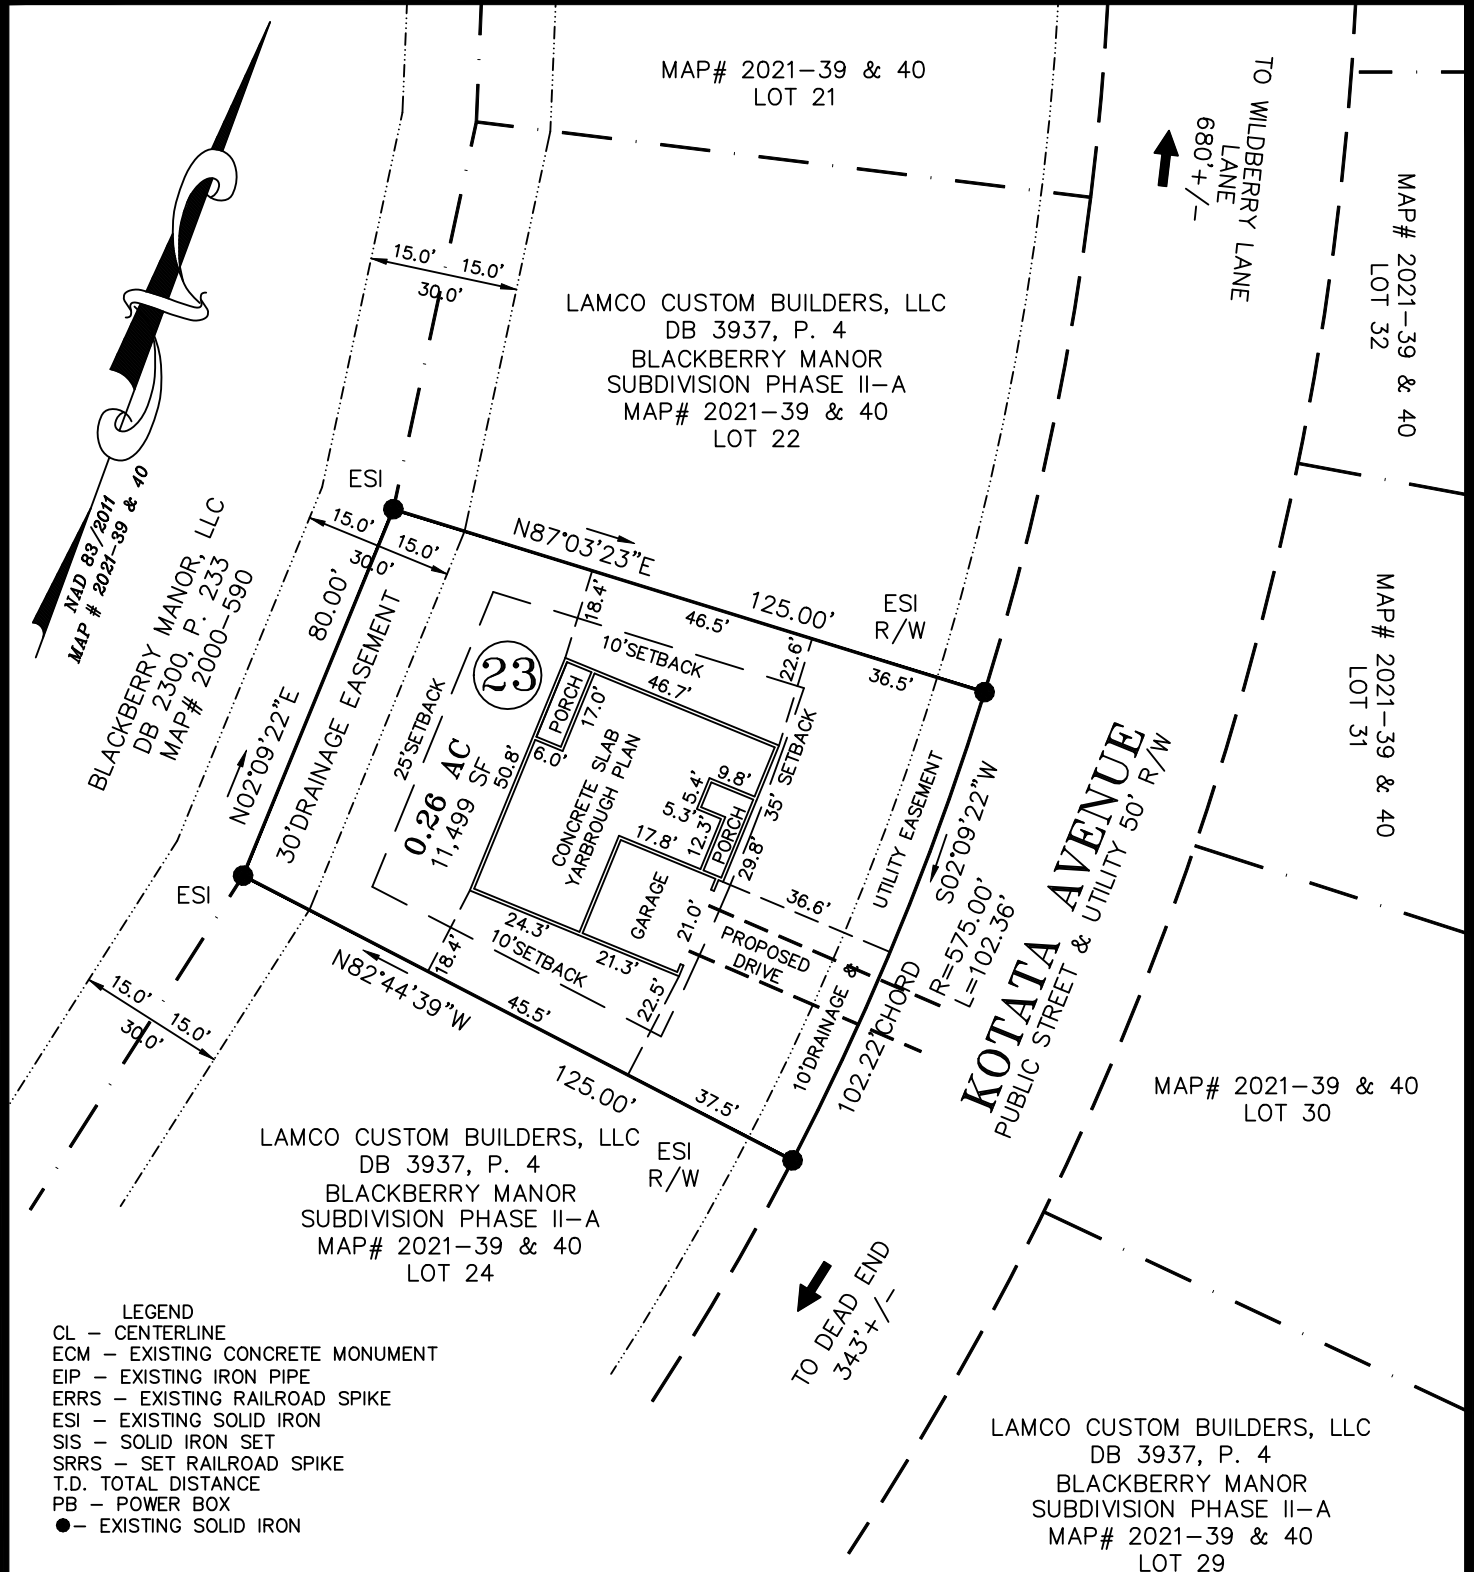 MAP# 2021-39 & 40
LOT 21
TO WILDBERRY LANE
LANE
680'+/-
MAP# 2021-39 & 40
LOT 32
15.0'
15.0'
30.0'
LAMCO CUSTOM BUILDERS, LLC
DB 3937, P. 4
BLACKBERRY MANOR
SUBDIVISION PHASE II-A
MAP# 2021-39 & 40
LOT 22
NAD 83/2011
MAP # 2021-39 & 40
BLACKBERRY MANOR, LLC
DB 2300, P. 233
MAP# 2000-590
ESI
15.0'
15.0'
30.0'
N87°03'23"E
125.00'
ESI
R/W
18.4'
46.5'
22.6'
36.5'
80.00'
N02°09'22"E
30'DRAINAGE EASEMENT
10'SETBACK
23
25'SETBACK
0.26 AC
11,499 SF
50.8'
PORCH
17.0'
6.0'
46.7'
CONCRETE SLAB
YARBROUGH PLAN
9.8'
5.4'
5.3'
12.3'
PORCH
29.8'
35' SETBACK
17.8'
GARAGE
21.0'
24.3'
21.3'
10'SETBACK
36.6'
PROPOSED
DRIVE
UTILITY EASEMENT
10'DRAINAGE &
S02°09'22"W
102.22'CHORD
R=575.00'
L=102.36'
KOTATA AVENUE
PUBLIC STREET & UTILITY 50' R/W
MAP# 2021-39 & 40
LOT 31
ESI
15.0'
15.0'
30.0'
18.4'
N82°44'39"W
45.5'
22.5'
125.00'
37.5'
MAP# 2021-39 & 40
LOT 30
LAMCO CUSTOM BUILDERS, LLC
DB 3937, P. 4
BLACKBERRY MANOR
SUBDIVISION PHASE II-A
MAP# 2021-39 & 40
LOT 24
ESI
R/W
TO DEAD END
343'+/-
LEGEND
CL - CENTERLINE
ECM - EXISTING CONCRETE MONUMENT
EIP - EXISTING IRON PIPE
ERRS - EXISTING RAILROAD SPIKE
ESI - EXISTING SOLID IRON
SIS - SOLID IRON SET
SRRS - SET RAILROAD SPIKE
T.D. TOTAL DISTANCE
PB - POWER BOX
●- EXISTING SOLID IRON
LAMCO CUSTOM BUILDERS, LLC
DB 3937, P. 4
BLACKBERRY MANOR
SUBDIVISION PHASE II-A
MAP# 2021-39 & 40
LOT 29